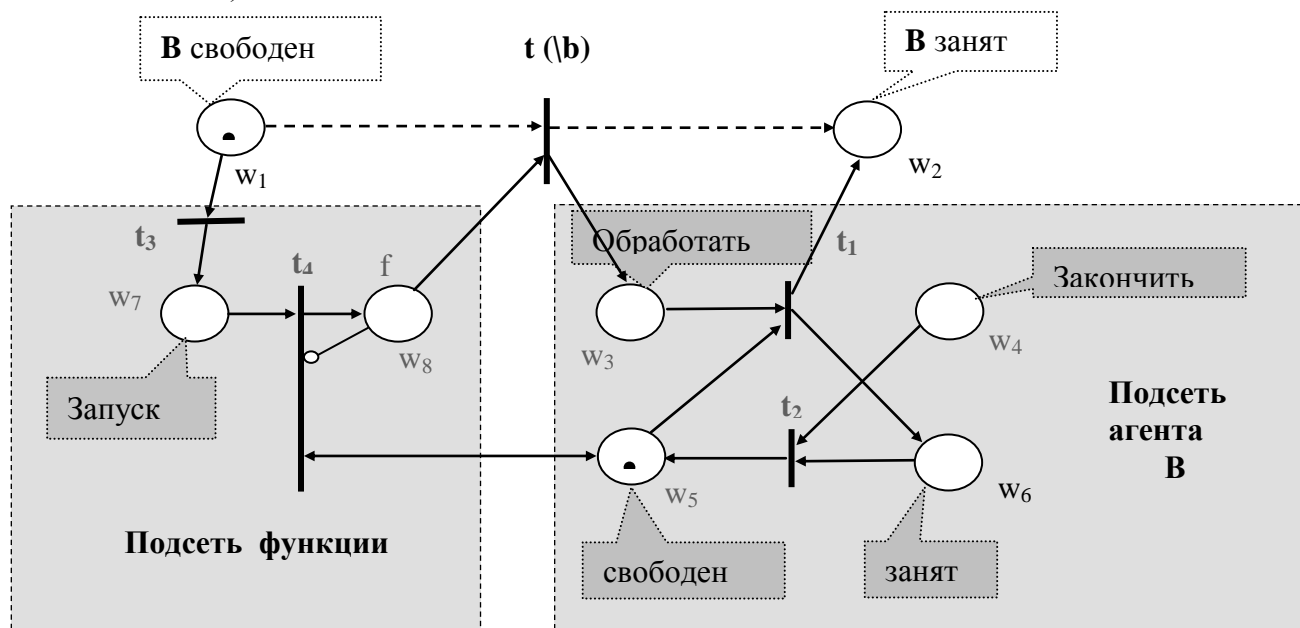 В свободен
t (\b)
В занят
w1
w2
t3
Обработать
t1
t4
f
Закончить
w7
w8
w3
w4
Запуск
t2
Подсеть
агента
В
w5
w6
Подсеть функции
свободен
занят